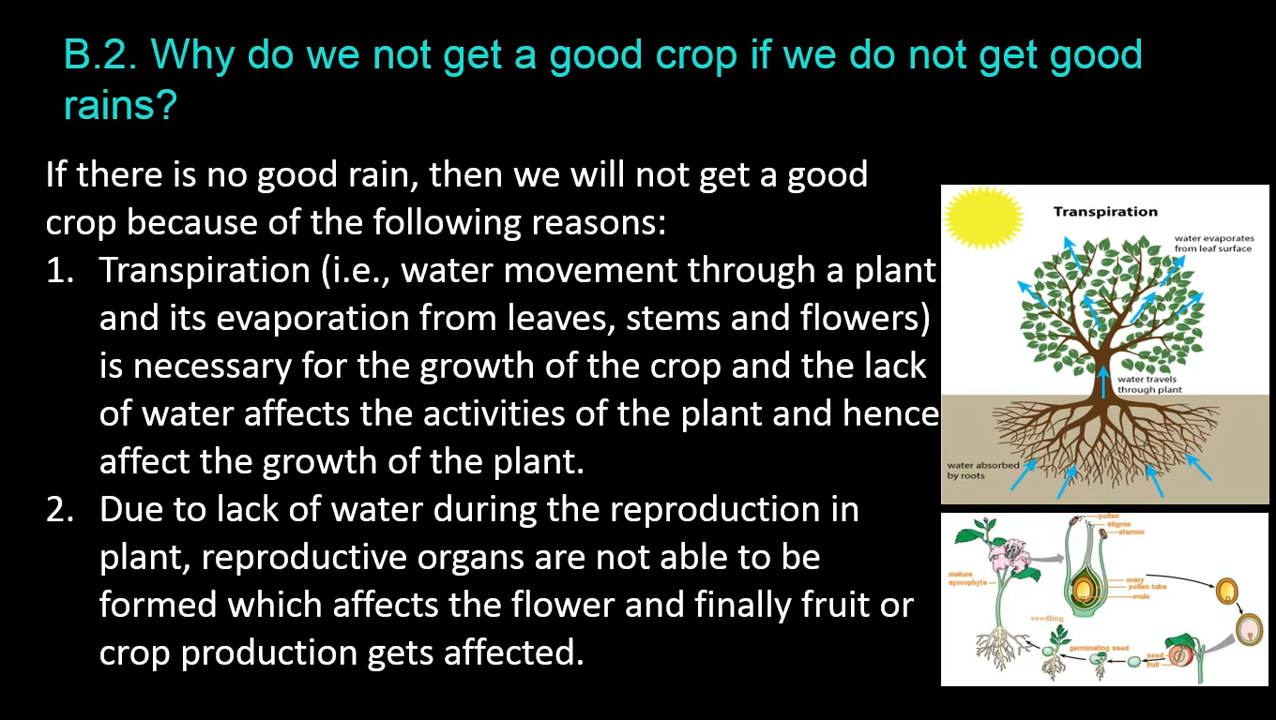 B.2. Why do we not get a good crop if we do not get good
rains?
If there is no good rain, then we will not get a good
crop because of the following reasons:
1. Transpiration (i.e., water movement through a plant
and its evaporation from leaves, stems and flowers)
is necessary for the growth of the crop and the lack
of water affects the activities of the plant and hence
affect the growth of the plant.
2. Due to lack of water during the reproduction in
plant, reproductive organs are not able to be
formed which affects the flower and finally fruit or
crop production gets affected.
Transpiration
water evaporates
from leaf surface
water travels
through plant
water absorbed
by roots
pollen
stigma
stamen
mature
sporophyte
ovary
pollen tube
ovule
seedling
germinating seed
seed
fruit